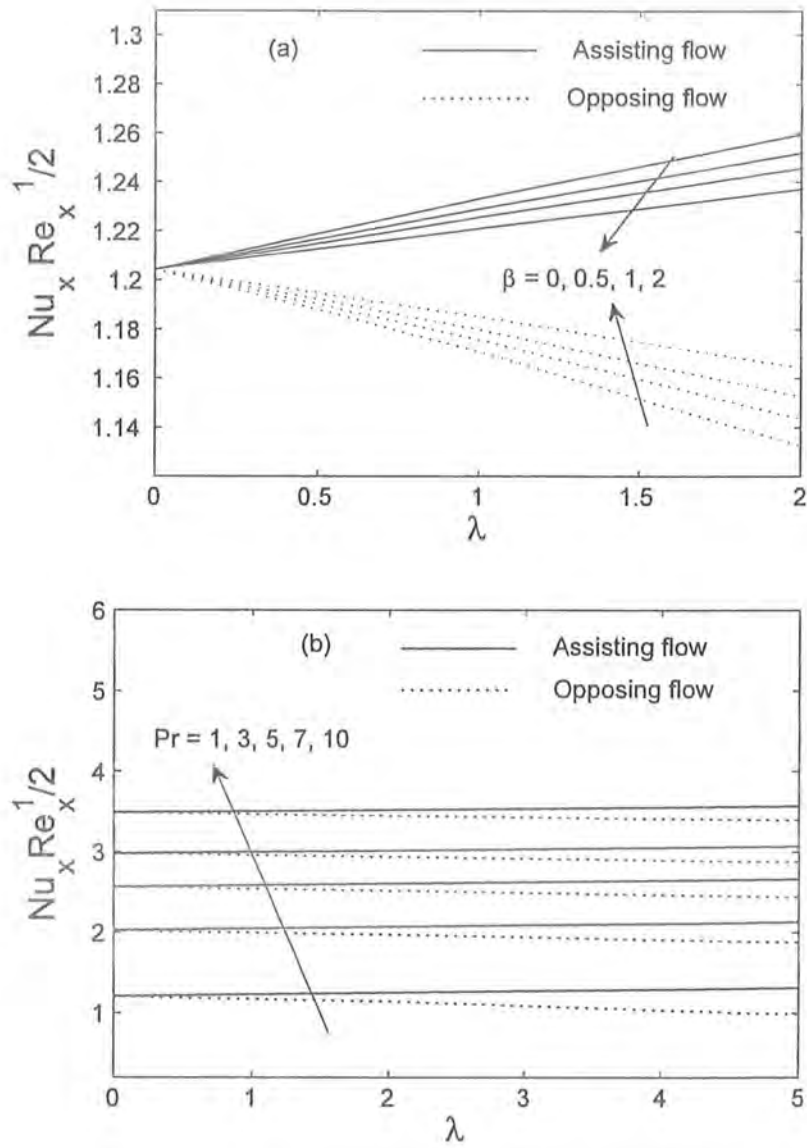 (a)
Assisting flow
Opposing flow
1.3
1.28
1.26
1.24
1.22
1.2
1.18
1.16
1.14
Nu_x Re_x^1/2
β = 0, 0.5, 1, 2
0 0.5 1 1.5 2
λ
(b)
Assisting flow
Opposing flow
Pr = 1, 3, 5, 7, 10
6
5
4
3
2
1
Nu_x Re_x^1/2
0 1 2 3 4 5
λ